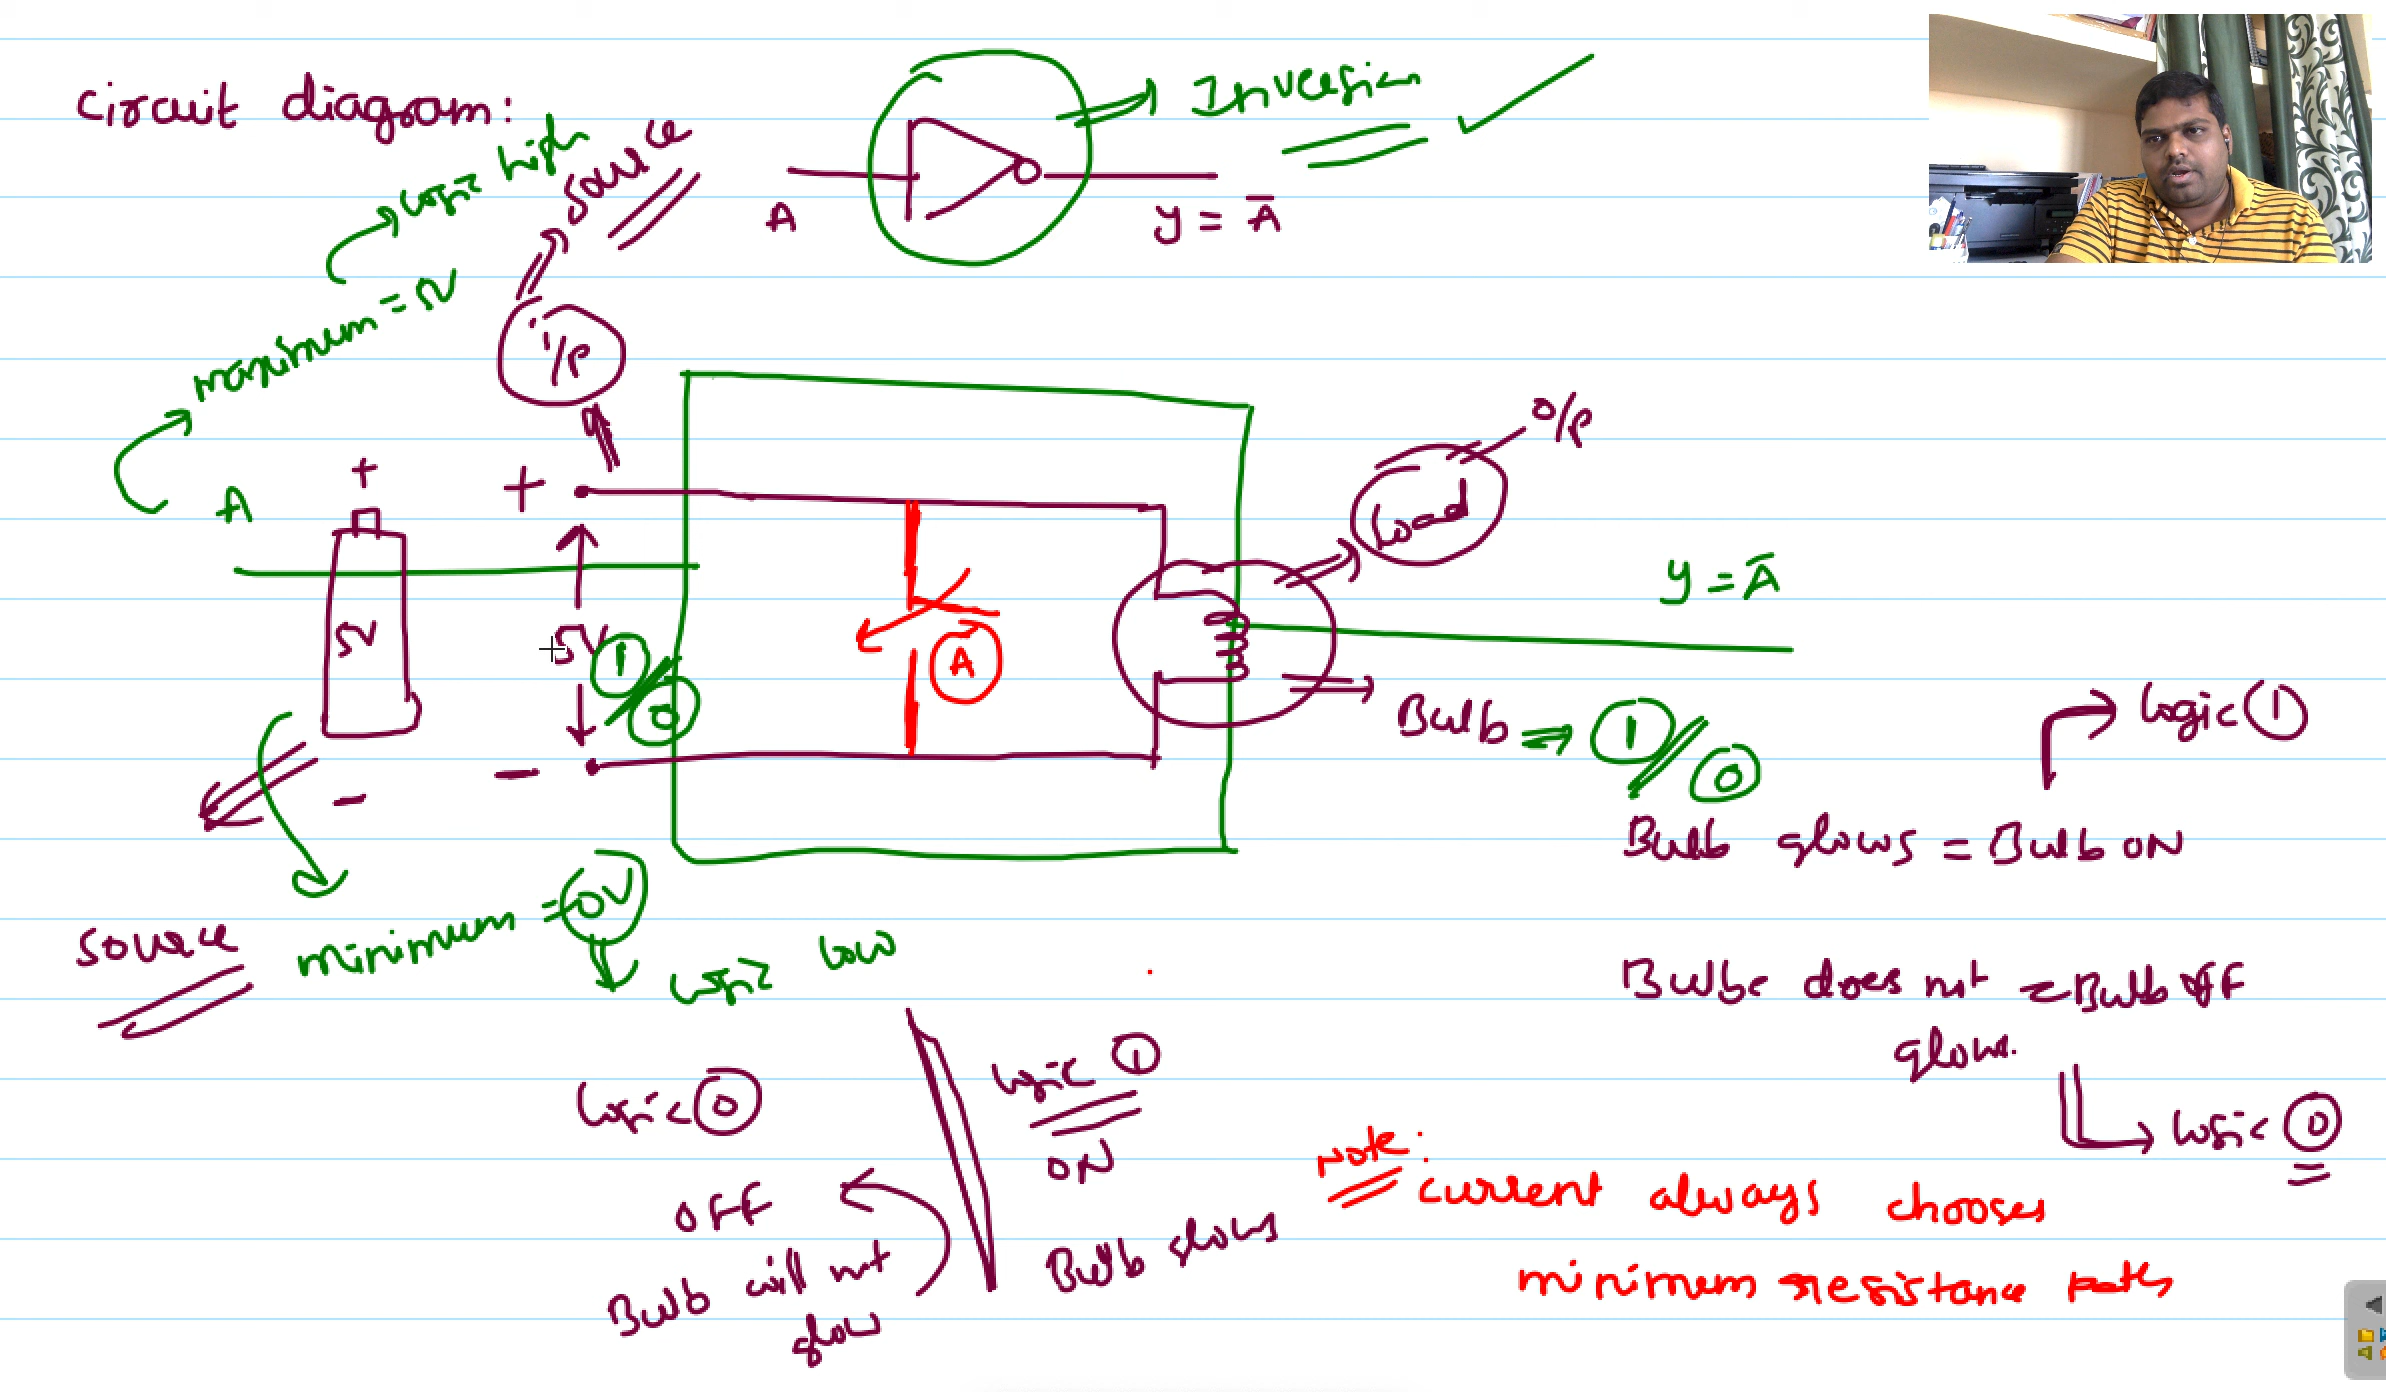 circuit diagram:
logic high
source
Inversion
A
y = Ā
maximum = 5V
i/p
o/p
Load
A
+
+
5V
5V
1/0
A
y = Ā
Bulb ⇒ 1/0
logic 1
Bulb glows = Bulb ON
-
-
source
minimum = 0V
logic low
Bulbe does not = Bulb off
glow.
logic 0
logic 0
logic 1
ON
OFF
Note:
current always chooses
minimum resistance path
Bulb will not
glow
Bulb glows